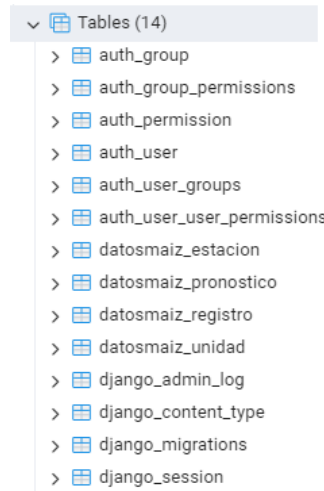 Tables (14)
auth_group
auth_group_permissions
auth_permission
auth_user
auth_user_groups
auth_user_user_permissions
datosmaiz_estacion
datosmaiz_pronostico
datosmaiz_registro
datosmaiz_unidad
django_admin_log
django_content_type
django_migrations
django_session